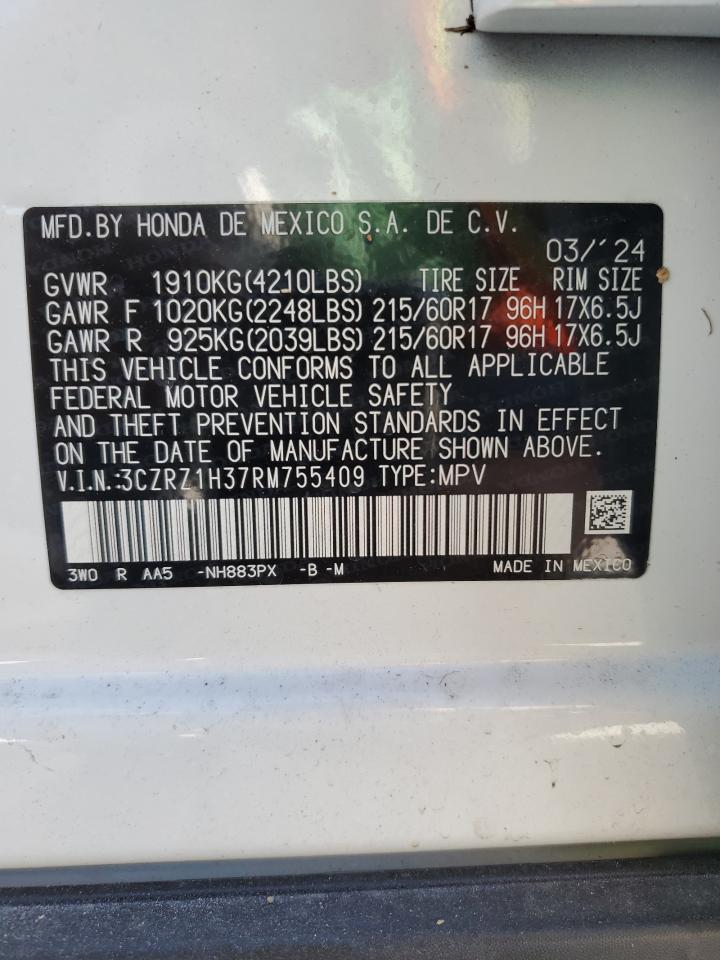 MFD.BY HONDA DE MEXICO S.A. DE C.V.
03/'24
GVWR 1910KG(4210LBS) TIRE SIZE RIM SIZE
GAWR F 1020KG(2248LBS) 215/60R17 96H 17X6.5J
GAWR R 925KG(2039LBS) 215/60R17 96H 17X6.5J
THIS VEHICLE CONFORMS TO ALL APPLICABLE
FEDERAL MOTOR VEHICLE SAFETY
AND THEFT PREVENTION STANDARDS IN EFFECT
ON THE DATE OF MANUFACTURE SHOWN ABOVE.
V.I.N.:3CZRZ1H37RM755409 TYPE:MPV
3W0 R AA5 -NH883PX -B -M MADE IN MEXICO